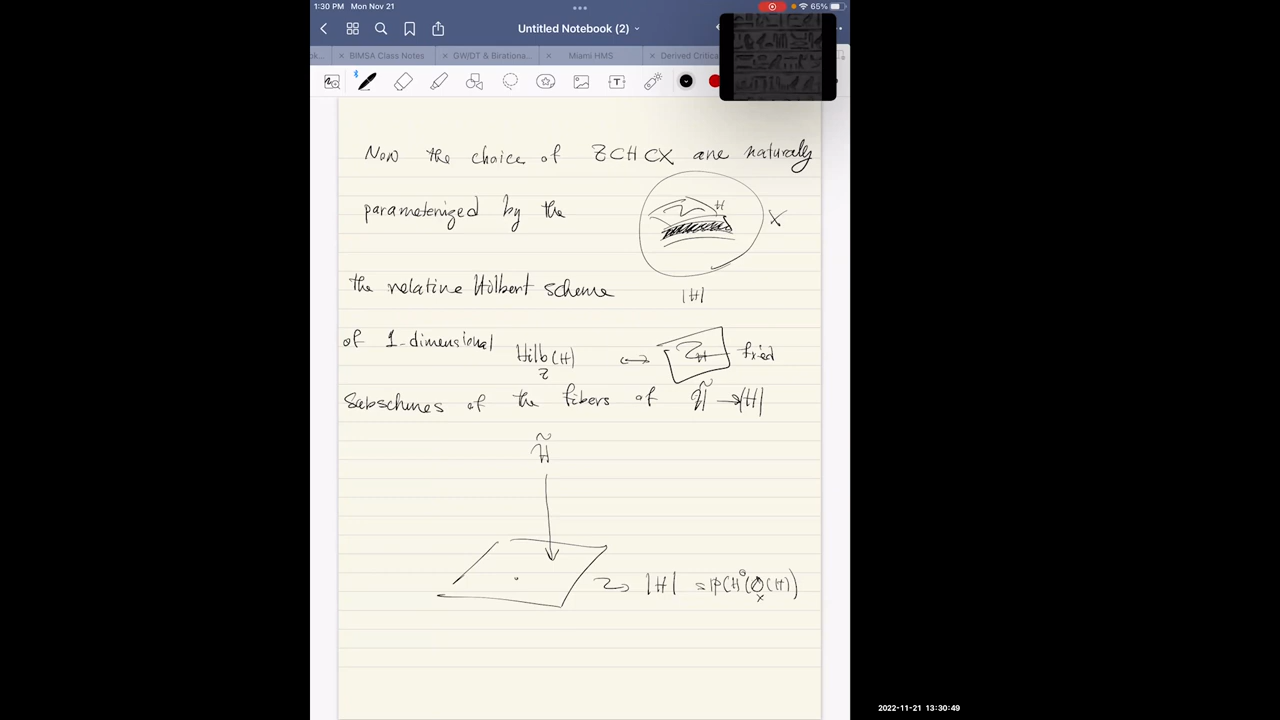 1:30 PM Mon Nov 21
65%
Untitled Notebook (2)
BIMSA Class Notes
GW/DT & Birationa...
Miami HMS
Derived Critica
Now the choice of Z⊂H⊂X are naturally
parameterized by the
H
X
the relative Hilbert scheme
|H|
of 1-dimensional
Hilb(H)
Z
↔
H
fixed
Subschemes of the fibers of H̃ → |H|
H̃
|H| = P(H⁰(O_X(H))
2022-11-21 13:30:49